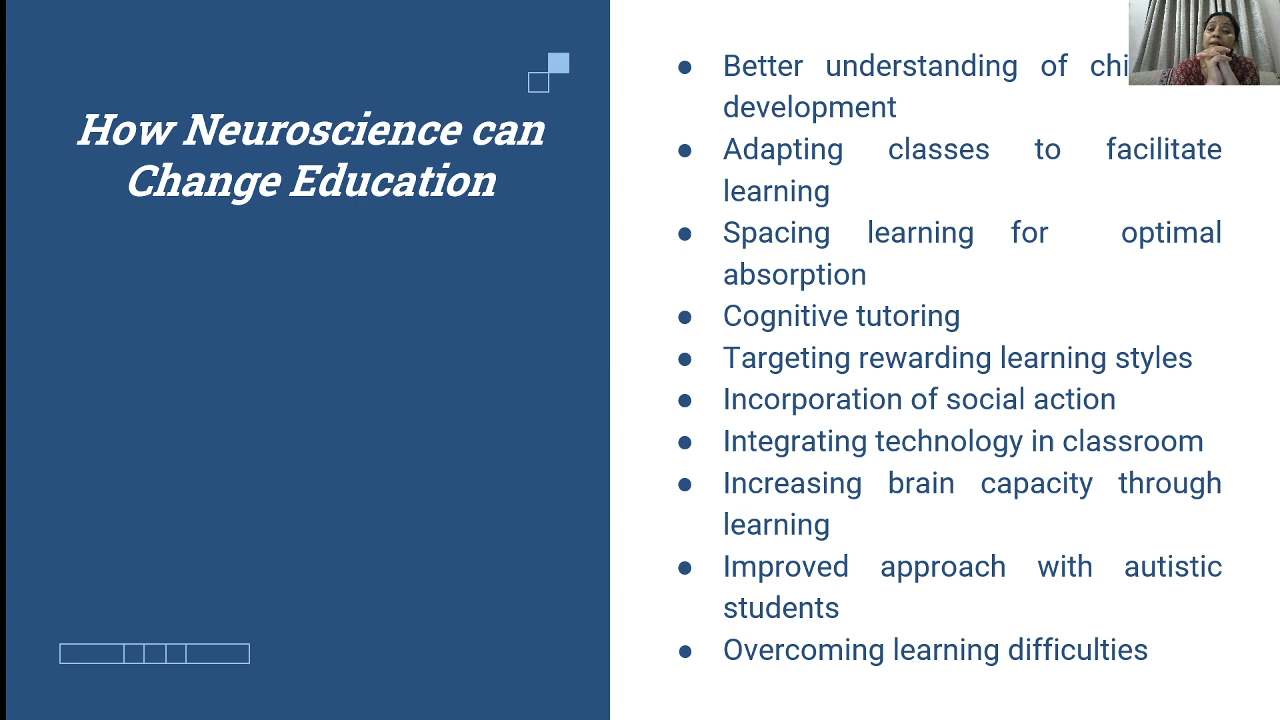 How Neuroscience can
Change Education
● Better understanding of
development
● Adapting classes to facilitate
learning
● Spacing learning for optimal
absorption
● Cognitive tutoring
● Targeting rewarding learning styles
● Incorporation of social action
● Integrating technology in classroom
● Increasing brain capacity through
learning
● Improved approach with autistic
students
● Overcoming learning difficulties